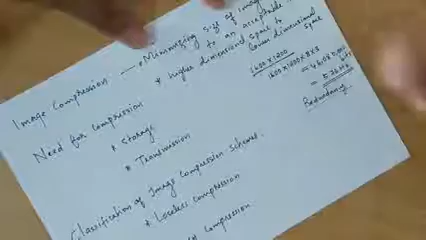 Image Compression — * Minimizing size of image
to an acceptable
* higher dimensional space to
lower dimensional space
1600 x 1200
1600 x 1200 x 8 x 3
Need for compression
* Storage
* Transmission
Redundancy
Classification of Image Compression Schemes.
* Lossless compression
compression